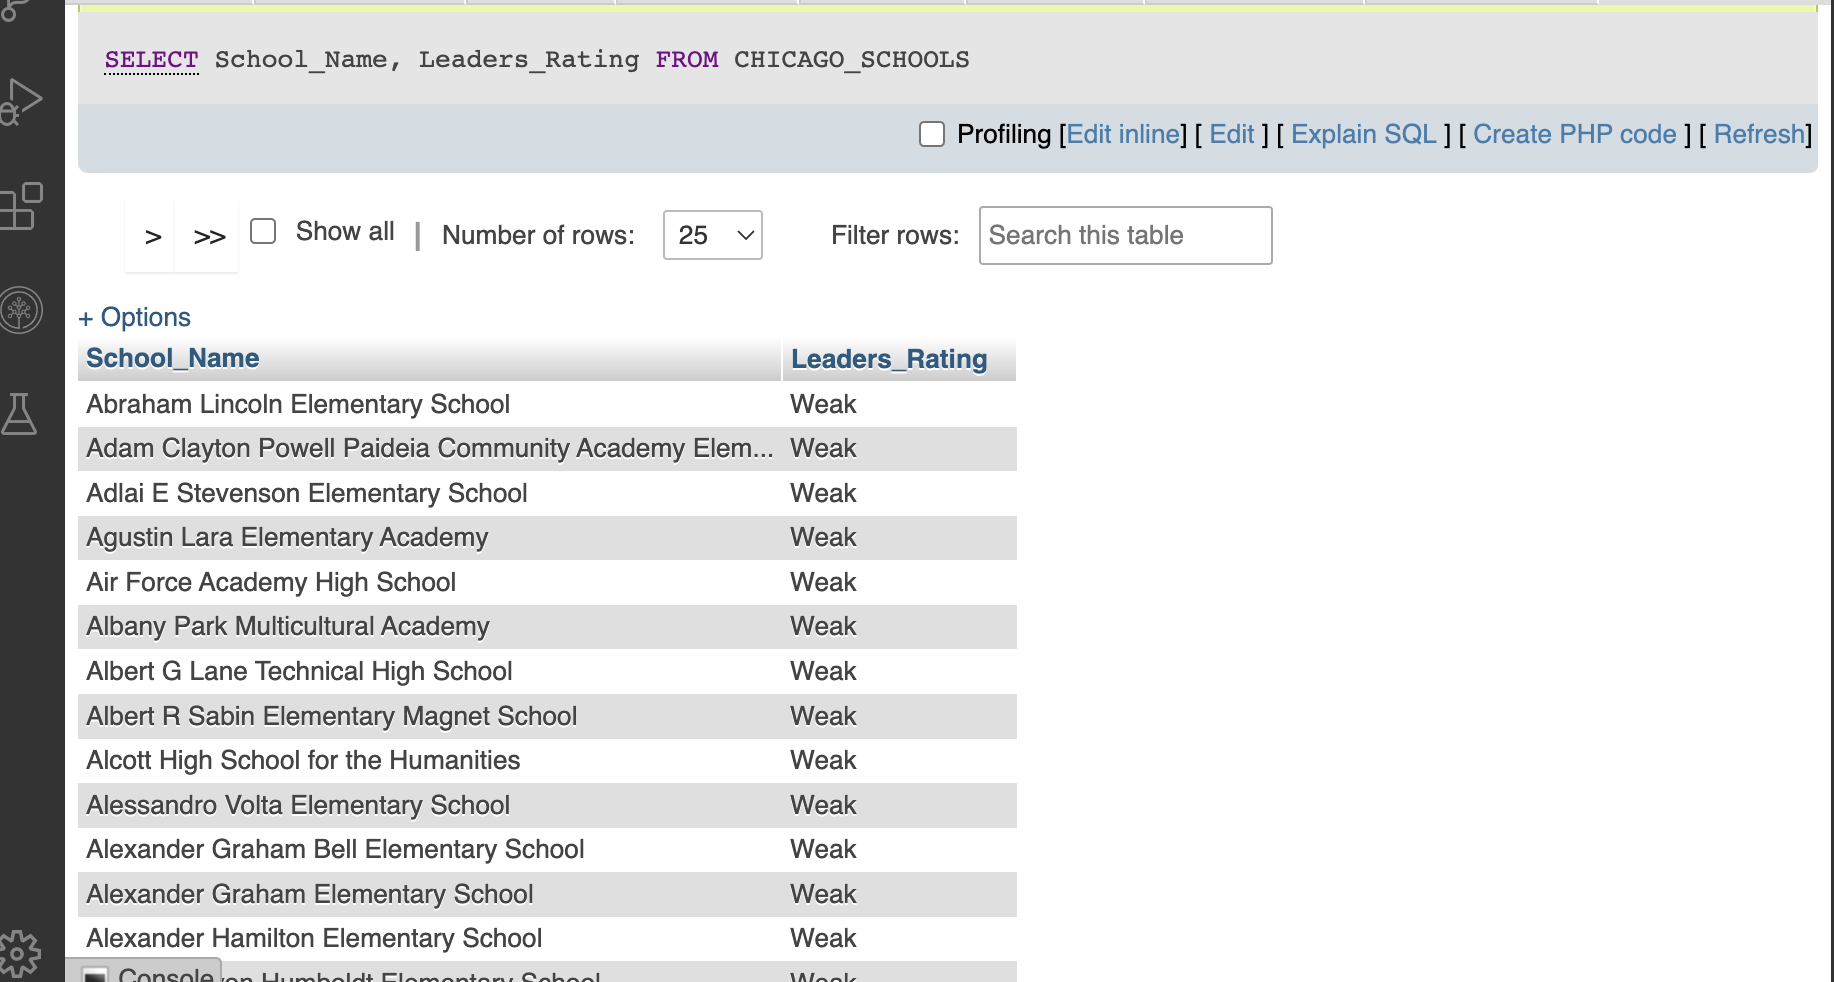 SELECT School_Name, Leaders_Rating FROM CHICAGO_SCHOOLS
Profiling [Edit inline] [ Edit ] [ Explain SQL ] [ Create PHP code ] [ Refresh]
> >> Show all | Number of rows: 25 Filter rows: Search this table
+ Options
School_Name Leaders_Rating
Abraham Lincoln Elementary School Weak
Adam Clayton Powell Paideia Community Academy Elem... Weak
Adlai E Stevenson Elementary School Weak
Agustin Lara Elementary Academy Weak
Air Force Academy High School Weak
Albany Park Multicultural Academy Weak
Albert G Lane Technical High School Weak
Albert R Sabin Elementary Magnet School Weak
Alcott High School for the Humanities Weak
Alessandro Volta Elementary School Weak
Alexander Graham Bell Elementary School Weak
Alexander Graham Elementary School Weak
Alexander Hamilton Elementary School Weak
Console Humboldt Elementary School Weak